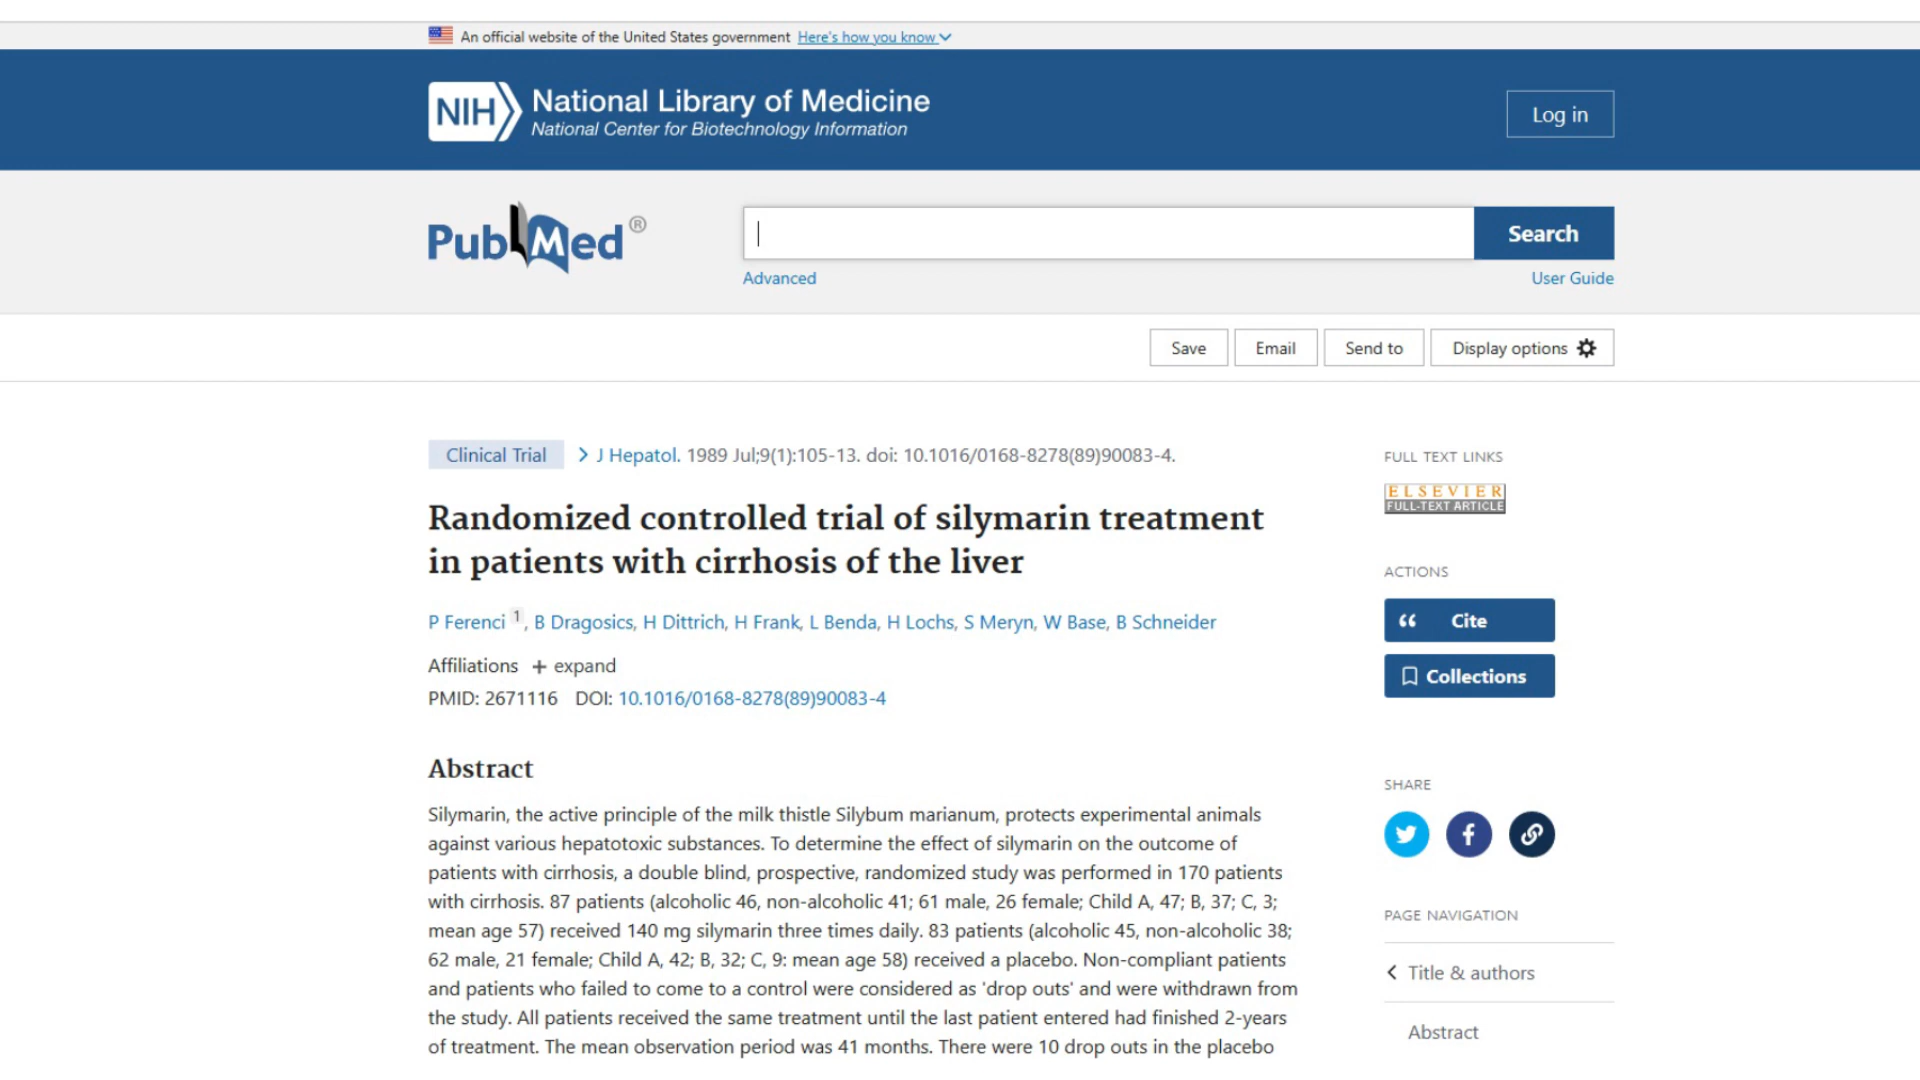 An official website of the United States government Here's how you know
NIH National Library of Medicine
National Center for Biotechnology Information
Log in
PubMed®
Search
Advanced
User Guide
Save
Email
Send to
Display options
Clinical Trial
J Hepatol. 1989 Jul;9(1):105-13. doi: 10.1016/0168-8278(89)90083-4.
Randomized controlled trial of silymarin treatment
in patients with cirrhosis of the liver
P Ferenci 1, B Dragosics, H Dittrich, H Frank, L Benda, H Lochs, S Meryn, W Base, B Schneider
Affiliations + expand
PMID: 2671116 DOI: 10.1016/0168-8278(89)90083-4
Abstract
Silymarin, the active principle of the milk thistle Silybum marianum, protects experimental animals
against various hepatotoxic substances. To determine the effect of silymarin on the outcome of
patients with cirrhosis, a double blind, prospective, randomized study was performed in 170 patients
with cirrhosis. 87 patients (alcoholic 46, non-alcoholic 41; 61 male, 26 female; Child A, 47; B, 37; C, 3;
mean age 57) received 140 mg silymarin three times daily. 83 patients (alcoholic 45, non-alcoholic 38;
62 male, 21 female; Child A, 42; B, 32; C, 9: mean age 58) received a placebo. Non-compliant patients
and patients who failed to come to a control were considered as 'drop outs' and were withdrawn from
the study. All patients received the same treatment until the last patient entered had finished 2-years
of treatment. The mean observation period was 41 months. There were 10 drop outs in the placebo
FULL TEXT LINKS
ELSEVIER
FULL-TEXT ARTICLE
ACTIONS
Cite
Collections
SHARE
PAGE NAVIGATION
Title & authors
Abstract